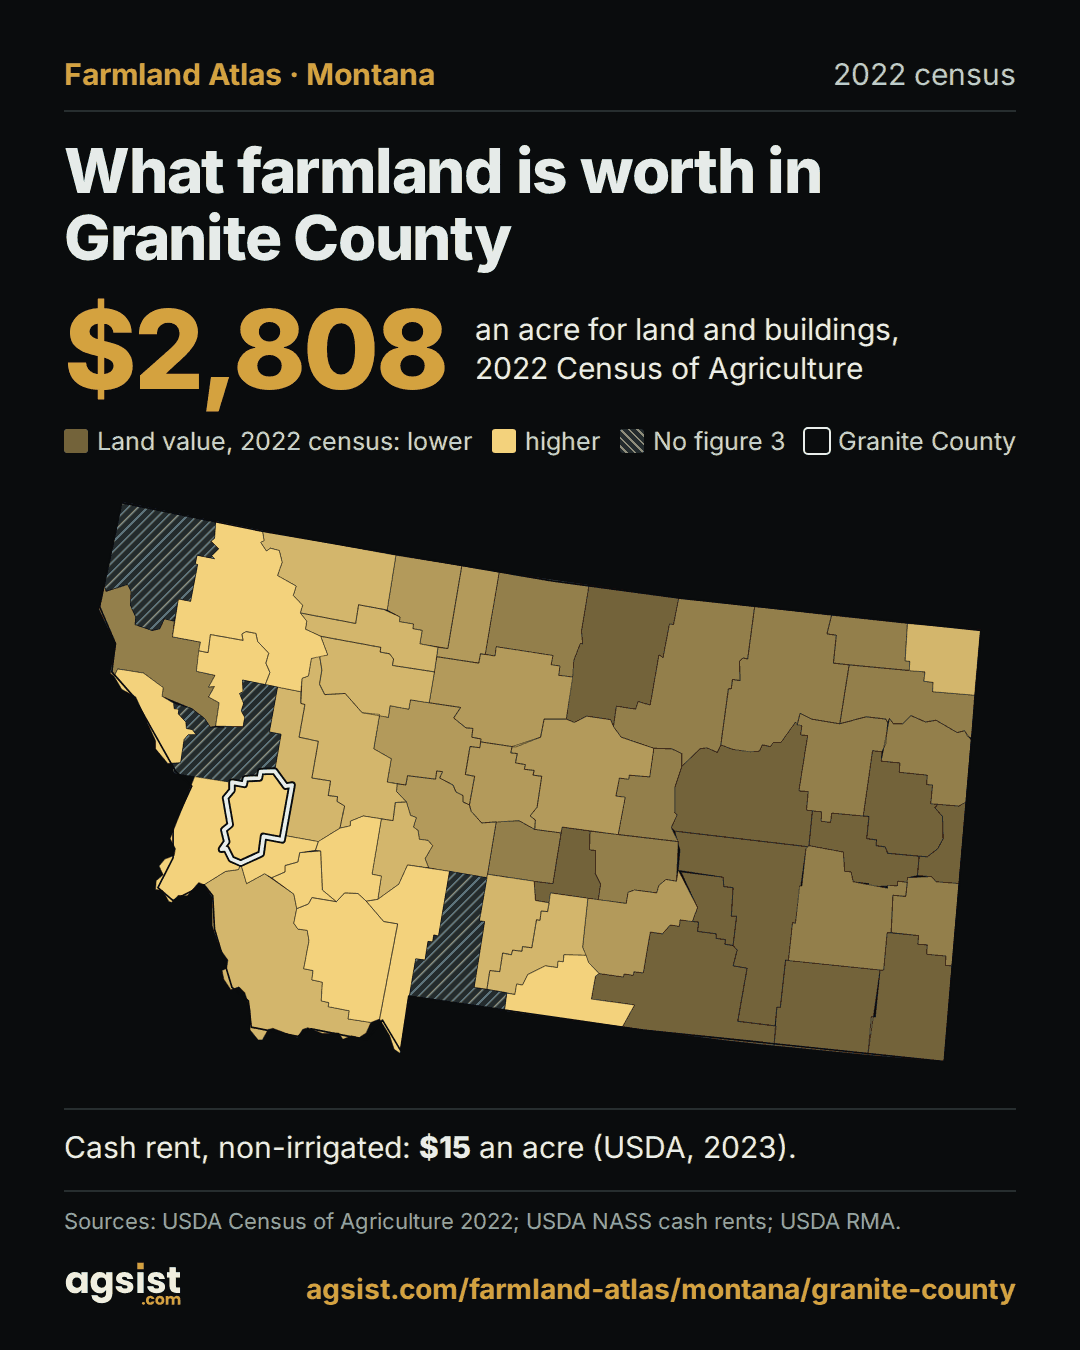 Farmland Atlas · Montana
2022 census
What farmland is worth in
Granite County
$2,808
an acre for land and buildings,
2022 Census of Agriculture
Land value, 2022 census: lower
higher
No figure 3
Granite County
Cash rent, non-irrigated: $15 an acre (USDA, 2023).
Sources: USDA Census of Agriculture 2022; USDA NASS cash rents; USDA RMA.
agsist
.com
agsist.com/farmland-atlas/montana/granite-county